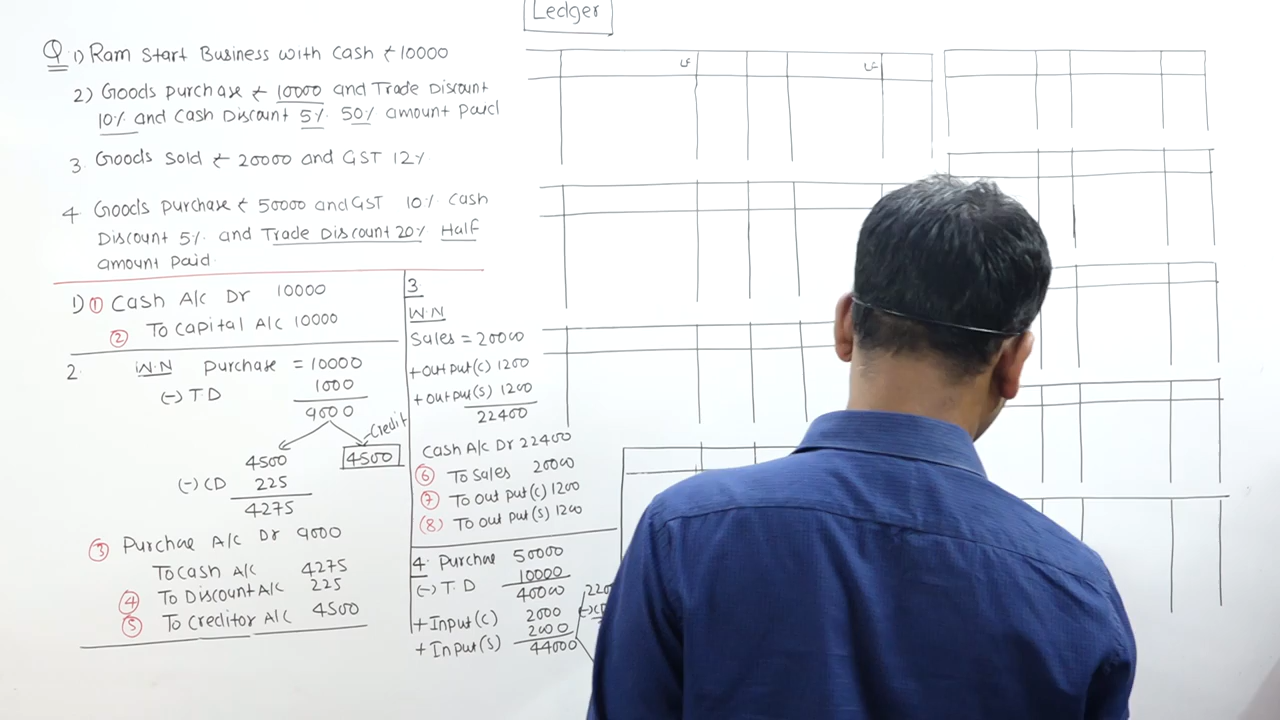 Ledger
Q 1) Ram Start Business with Cash ₹ 10000
2) Goods Purchase ₹ 10000 and Trade Discount
10% and Cash Discount 5% 50% amount Paid
3. Goods Sold ₹ 20000 and GST 12%
4 Goods Purchase ₹ 50000 and GST 10% Cash
Discount 5% and Trade Discount 20% Half
amount Paid.
1) ① Cash A/C Dr 10000
② To Capital A/C 10000
2. W.N Purchase = 10000
(-) T.D 1000
9000
Credit
4500 4500
(-) CD 225
4275
③ Purchae A/C Dr 9000
To Cash A/C 4275
④ To Discount A/C 225
⑤ To Creditor A/C 4500
3.
W.N
Sales = 20000
+ out put (C) 1200
+ out put (S) 1200
22400
Cash A/C Dr 22400
⑥ To Sales 20000
⑦ To out put (C) 1200
(8) To out put (S) 1200
4. Purchae 50000
(-) T.D 10000
40000
+ Input (C) 2000
+ Input (S) 2000
44000
LF LF